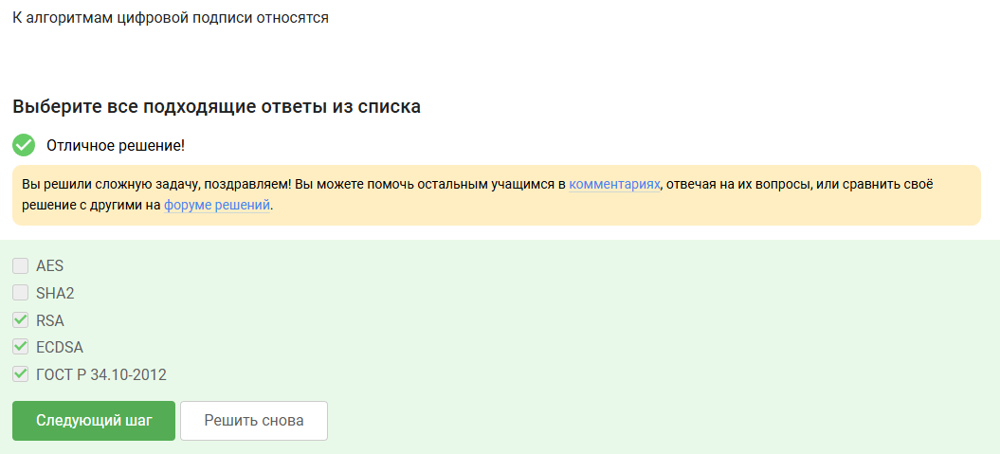 К алгоритмам цифровой подписи относятся
Выберите все подходящие ответы из списка
Отличное решение!
Вы решили сложную задачу, поздравляем! Вы можете помочь остальным учащимся в комментариях, отвечая на их вопросы, или сравнить своё
решение с другими на форуме решений.
AES
SHA2
RSA
ECDSA
ГОСТ Р 34.10-2012
Следующий шаг
Решить снова